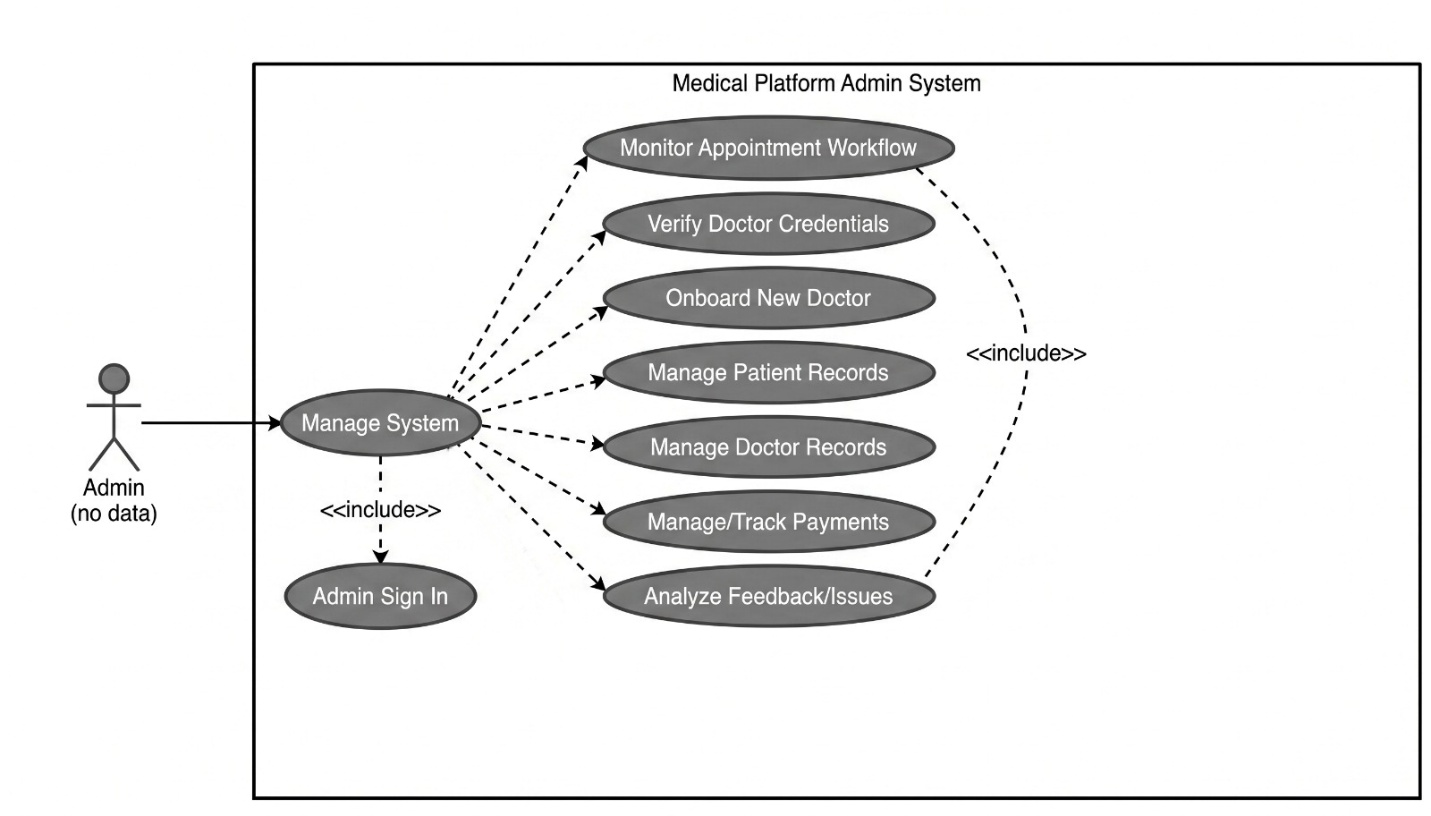 Medical Platform Admin System
Monitor Appointment Workflow
Verify Doctor Credentials
Onboard New Doctor
<<include>>
Manage Patient Records
Manage System
Manage Doctor Records
Admin
(no data)
<<include>>
Manage/Track Payments
Admin Sign In
Analyze Feedback/Issues